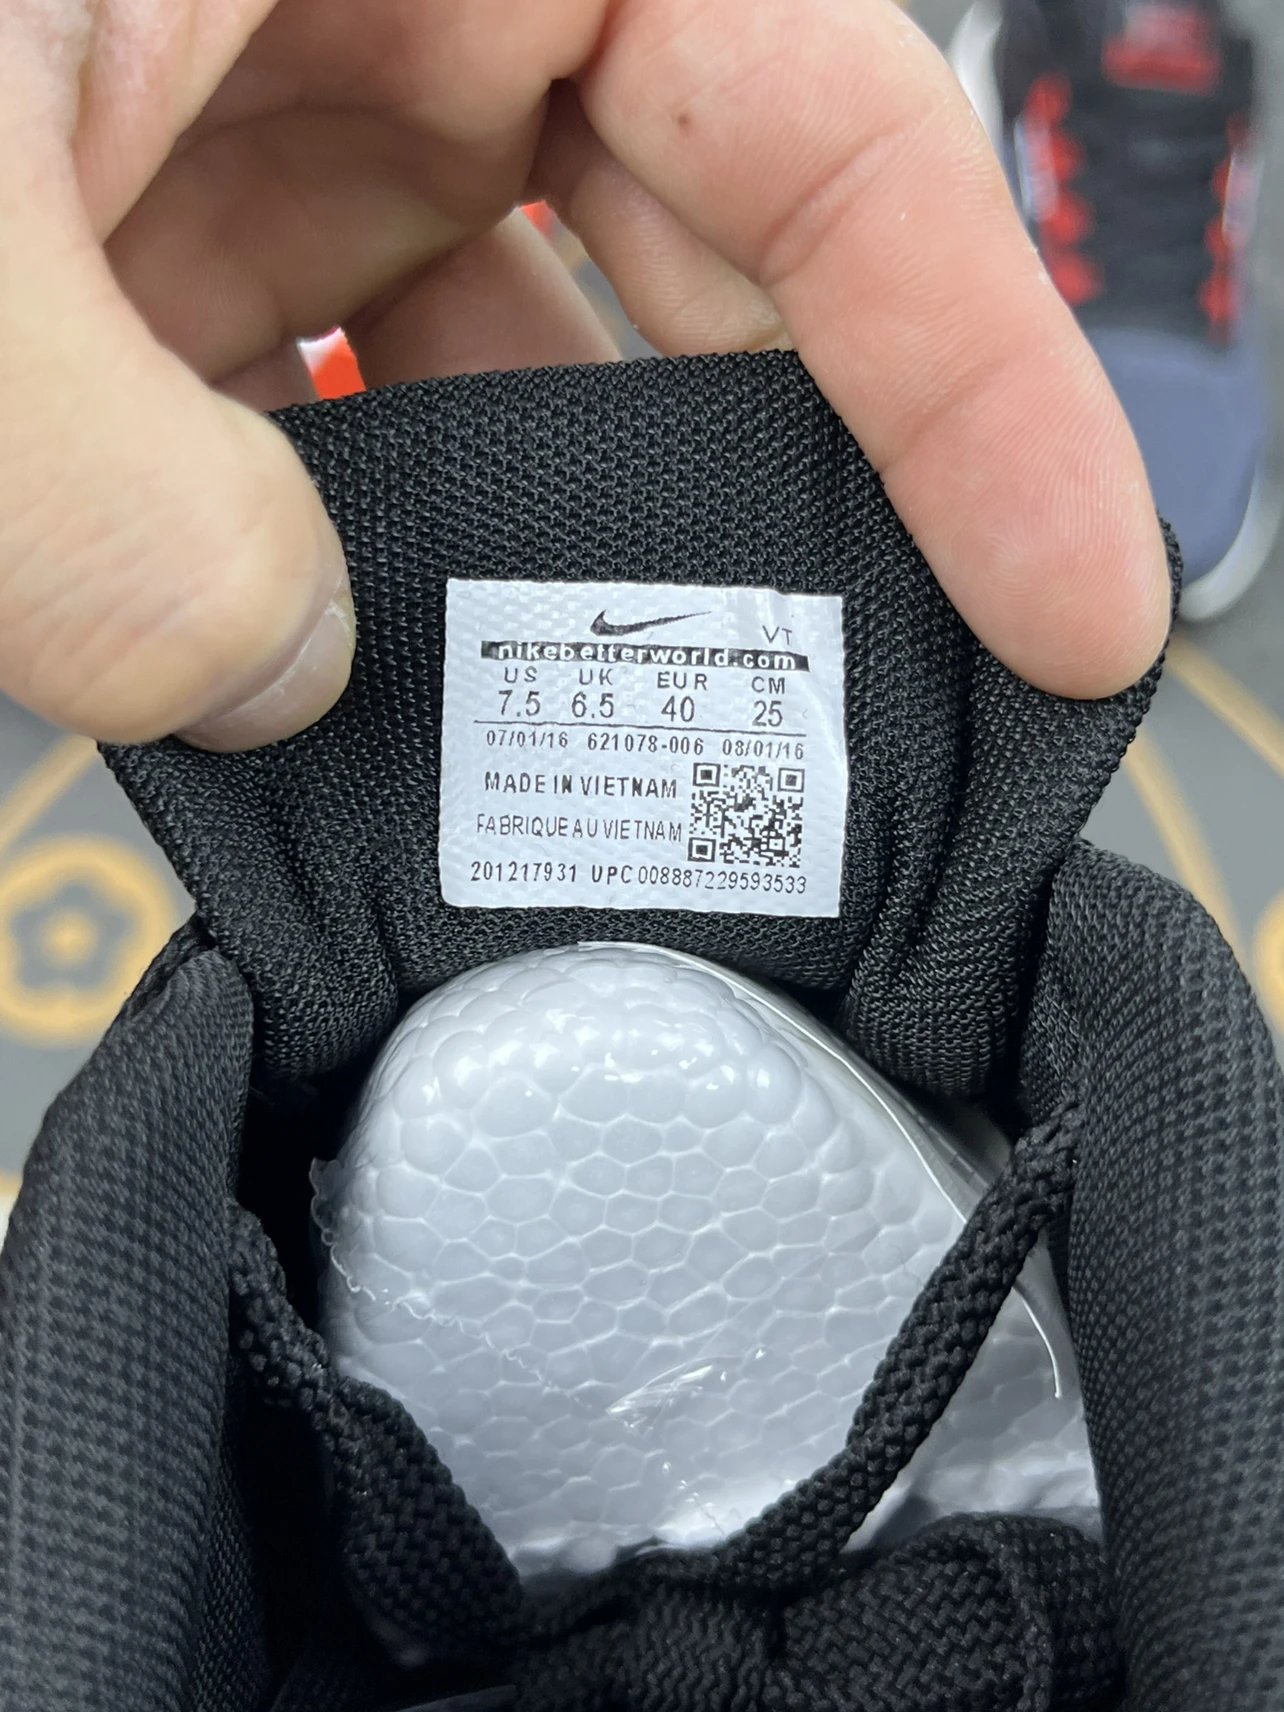 VT
nikebetterworld.com
US UK EUR CM
7.5 6.5 40 25
07/01/16 621078-006 08/01/16
MADE IN VIETNAM
FABRIQUE AU VIETNAM
201217931 UPC 008887229593533